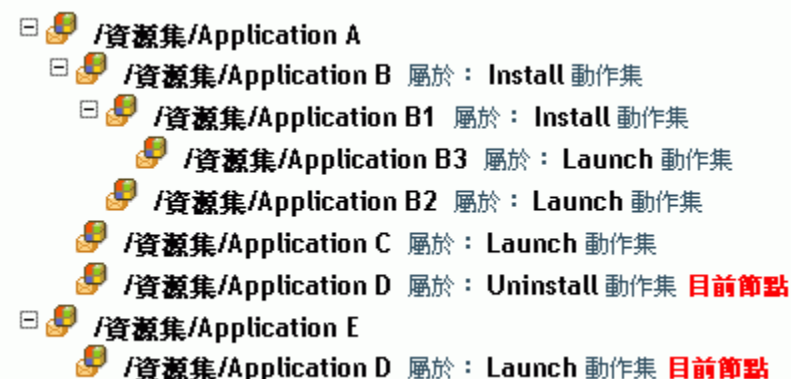 /資源集/Application A
/資源集/Application B 屬於： Install 動作集
/資源集/Application B1 屬於： Install 動作集
/資源集/Application B3 屬於： Launch 動作集
/資源集/Application B2 屬於： Launch 動作集
/資源集/Application C 屬於： Launch 動作集
/資源集/Application D 屬於： Uninstall 動作集 目前節點
/資源集/Application E
/資源集/Application D 屬於： Launch 動作集 目前節點